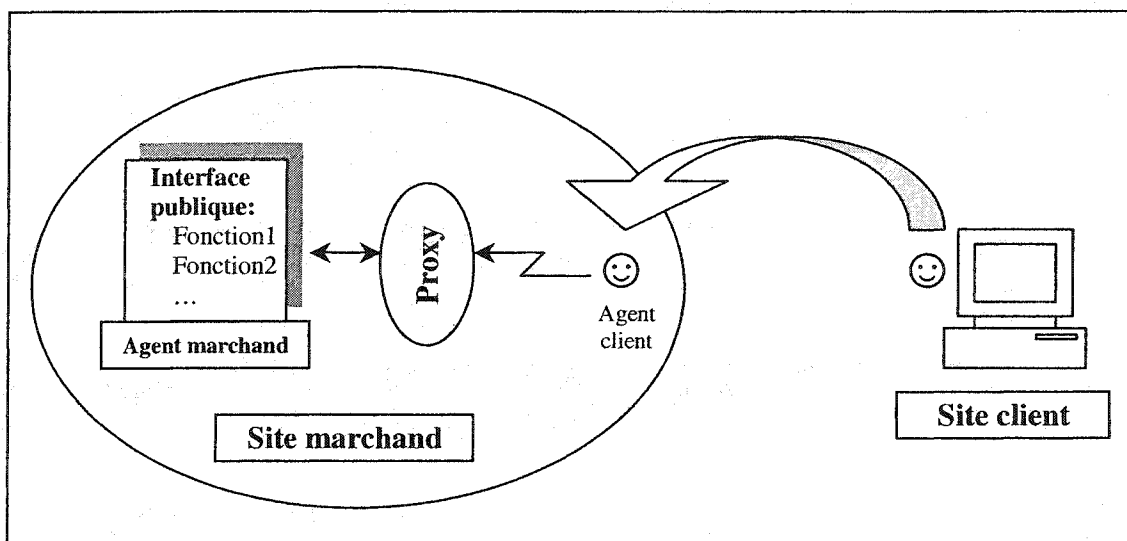 Interface
publique:
Fonction1
Fonction2
...
Agent marchand
Proxy
Agent
client
Site marchand
Site client